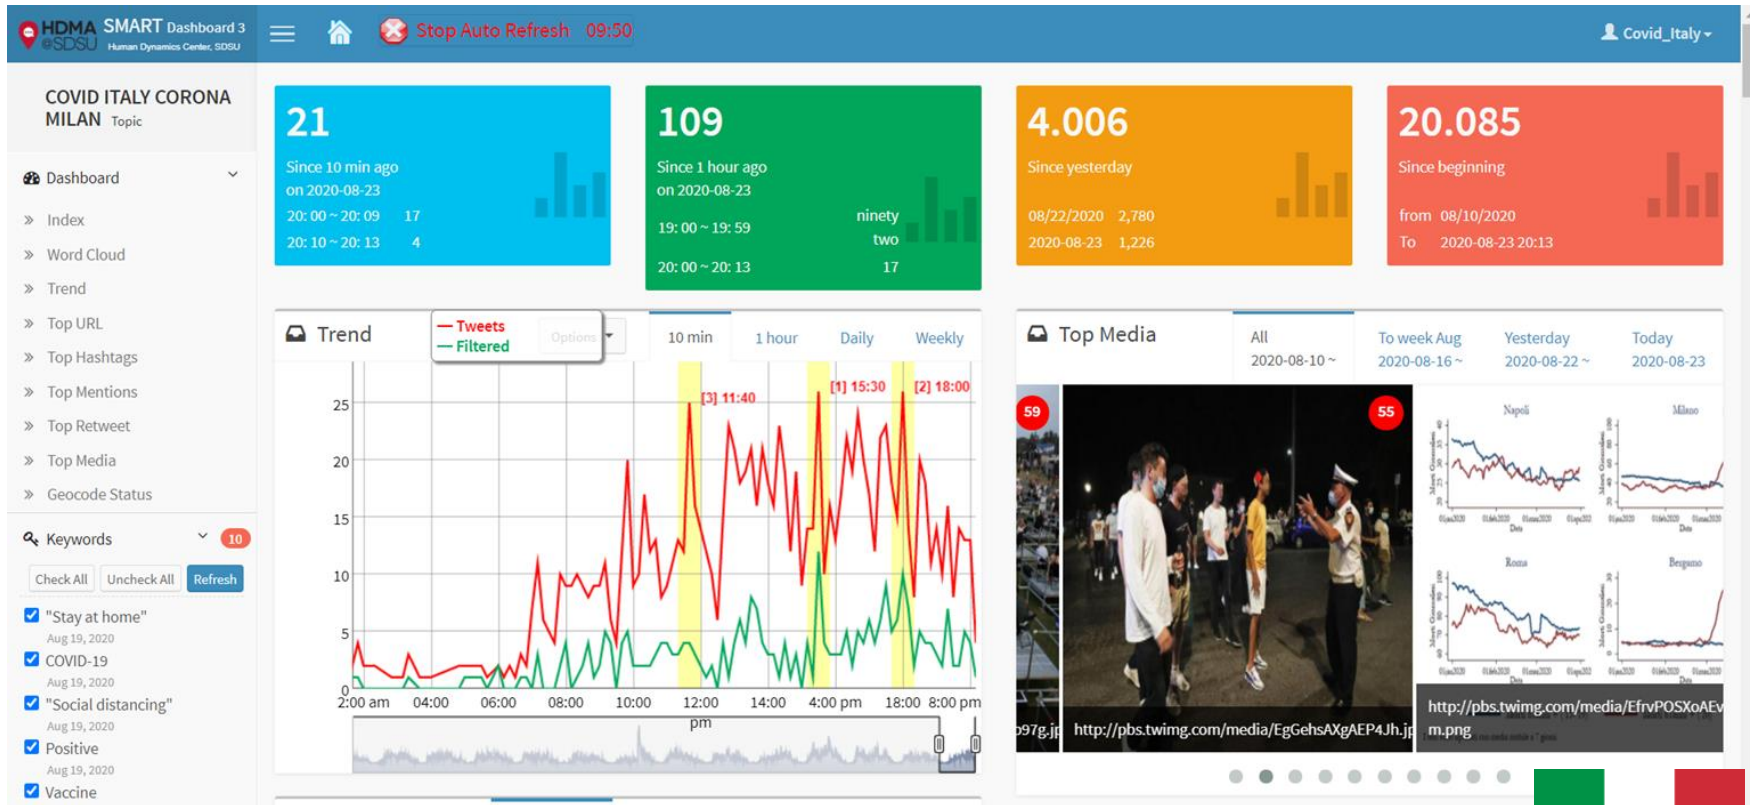 HDMA
@SDSU
SMART Dashboard 3
Human Dynamics Center, SDSU
Stop Auto Refresh 09:50
Covid_Italy
COVID ITALY CORONA
MILAN Topic
Dashboard
Index
Word Cloud
Trend
Top URL
Top Hashtags
Top Mentions
Top Retweet
Top Media
Geocode Status
Keywords 10
Check All Uncheck All Refresh
"Stay at home"
Aug 19, 2020
COVID-19
Aug 19, 2020
"Social distancing"
Aug 19, 2020
Positive
Aug 19, 2020
Vaccine
21
Since 10 min ago
on 2020-08-23
20: 00 ~ 20: 09 17
20: 10 ~ 20: 13 4
109
Since 1 hour ago
on 2020-08-23
19: 00 ~ 19: 59 ninety
two
20: 00 ~ 20: 13 17
4.006
Since yesterday
08/22/2020 2,780
2020-08-23 1,226
20.085
Since beginning
from 08/10/2020
To 2020-08-23 20:13
Trend
Tweets
Filtered
Options
10 min 1 hour Daily Weekly
[3] 11:40 [1] 15:30 [2] 18:00
25
20
15
10
5
0
2:00 am 04:00 06:00 08:00 10:00 12:00 14:00 4:00 pm 18:00 8:00 pm
pm
Top Media
All
2020-08-10 ~
To week Aug
2020-08-16 ~
Yesterday
2020-08-22 ~
Today
2020-08-23
59
55
Napoli Milano
Data
Roma Bergamo
Data
97g.jp
http://pbs.twimg.com/media/EgGehsAXgAEP4Jh.jp
http://pbs.twimg.com/media/EfrvPOSXoAEv
m.png